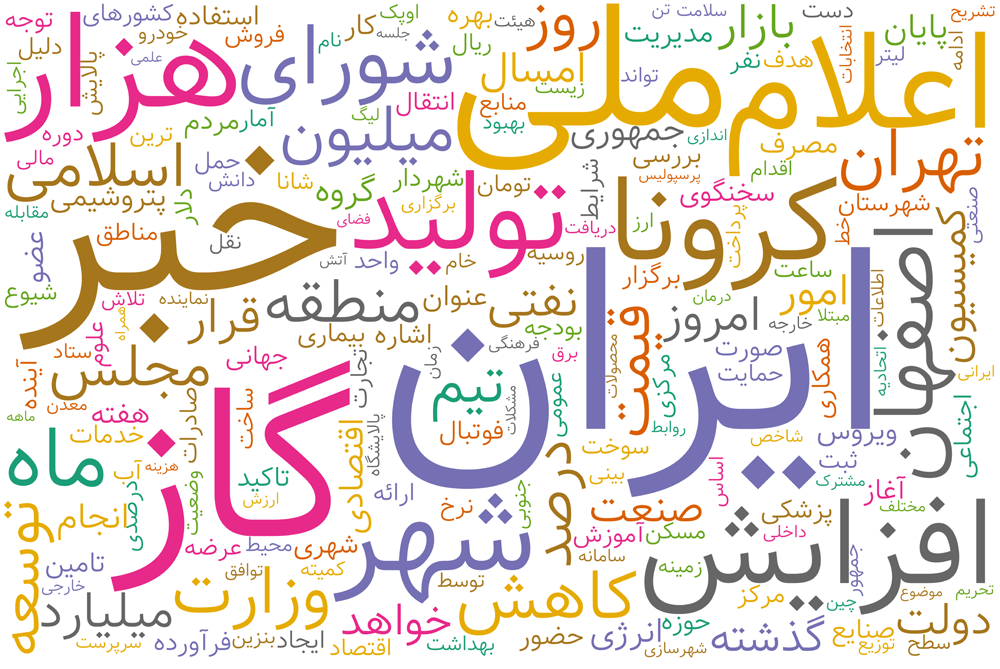 تشریح
دست
هیئت
اوپک
جلسه
کار
نام
استفاده
کشورهای
توجه
خودرو
دلیل
فروش
ریال
بهره
سلامت تن
روز
مدیریت
بازار
پایان
ادامه
انتخابات
لیتر
هدف
نفر
تواند
امسال
شورای
هزار
علمی
پالایش
اجرایی
زیست
منابع
انتقال
بهبود
لیگ
آمار
مردم
ترین
دوره
مالی
ملی
اعلام
میلیون
جمهوری
اندازی
مصرف
تهران
اقدام
بررسی
پرسپولیس
شرایط
تومان
شهردار
شانا
حمل
دانش
اسلامی
پتروشیمی
گروه
دلار
مقابله
سخنگوی
شهرستان
صنعتی
کرونا
ارز
پرداخت
خط
دریافت
تولید
برگزاری
فضای
خبر
نقل
مناطق
عضو
کمیسیون
اصفهان
ساعت
روسیه
خام
واحد
آتش
برگزار
اطلاعات
امور
درمان
مبتلا
شیوع
تلاش
نماینده
همراه
منطقه
عنوان
نفتی
قرار
اشاره
بیماری
بودجه
قیمت
امروز
خارجه
ایران
علوم
ستاد
آینده
جهانی
مجلس
تجارت
زمان
فرهنگی
برق
محصولات
صورت
حمایت
همکاری
اتحادیه
ایرانی
مرکزی
تیم
فوتبال
مشکلات
عمومی
روابط
معدن
ماهه
هفته
خدمات
صادرات
ساخت
گاز
پالایشگاه
اقتصادی
شاخص
ویروس
اجتماعی
سوخت
بینی
درصد
اساس
ثبت
مشترک
ماه
آب
هزینه
درصدی
وضعیت
تاکید
ارزش
ارائه
آغاز
مختلف
افزایش
پزشکی
داخلی
صنعت
جنوبی
نرخ
شهر
توسعه
انجام
عرضه
محیط
شهری
آموزش
مسکن
سامانه
زمینه
تامین
خارجی
توافق
کمیته
توسط
کاهش
وزارت
میلیارد
مرکز
چین
جمهور
موضوع
تحریم
دولت
سطح
صنایع
توزیع
گذشته
حوزه
شهرسازی
انرژی
حضور
بهداشت
خواهد
اقتصاد
ایجاد
بنزین
فرآورده
سرپرست